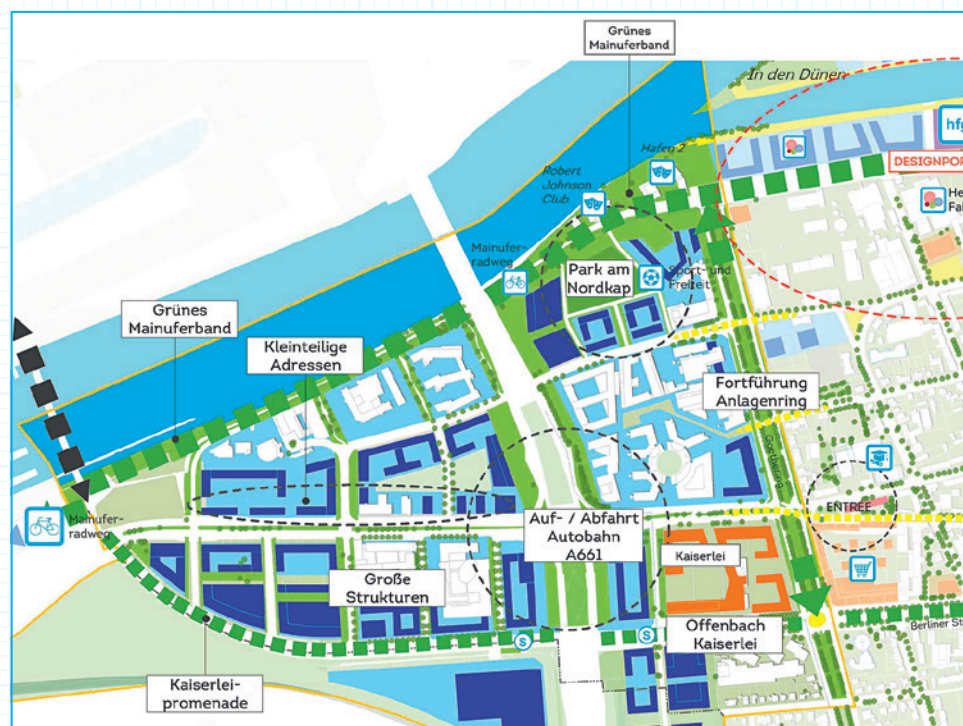 Grünes
Mainuferband
In den Dünen
hfg
DESIGNPOR
Hafen 2
Robert
Johnson
Club
Mainufer-
radweg
Park am
Nordkap
Sport- und
Freizeit
Grünes
Mainuferband
Kleinteilige
Adressen
Fortführung
Anlagenring
Goethering
ENTREE
Mainufer-
radweg
Auf- / Abfahrt
Autobahn
A661
Kaiserlei
Große
Strukturen
Offenbach
Kaiserlei
Berliner St
S
S
Kaiserlei-
promenade